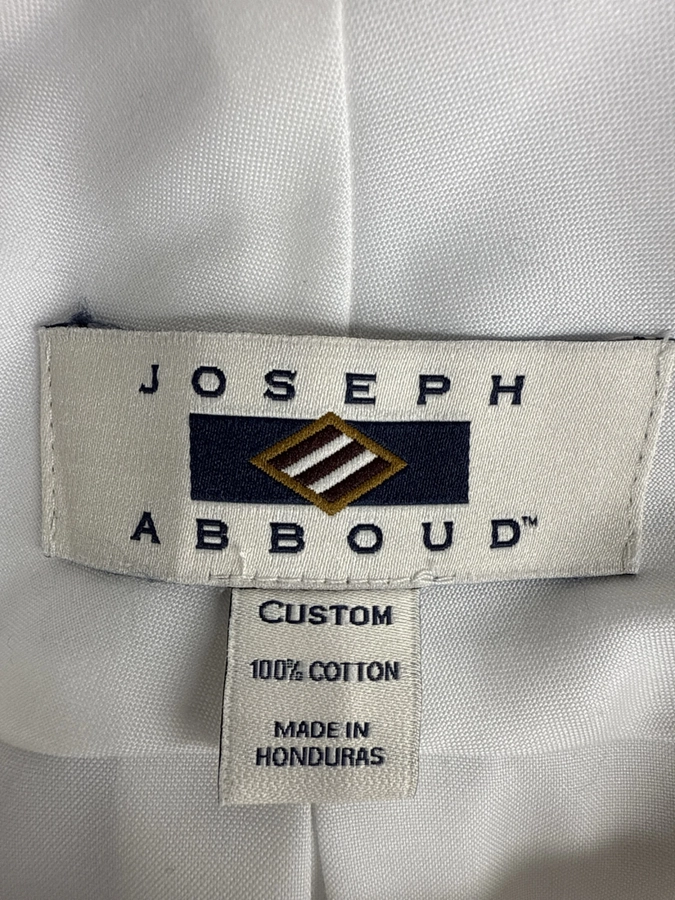 JOSEPH
ABBOUD™
CUSTOM
100% COTTON
MADE IN
HONDURAS